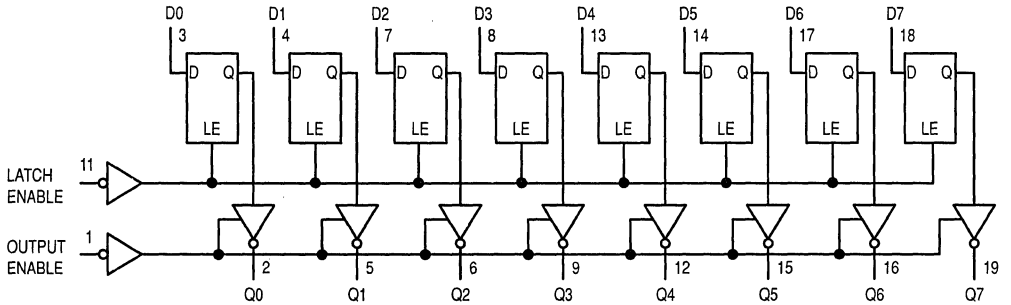 D0 D1 D2 D3 D4 D5 D6 D7
3 4 7 8 13 14 17 18
D Q D Q D Q D Q D Q D Q D Q D Q
LE LE LE LE LE LE LE LE
LATCH ENABLE 11
OUTPUT ENABLE 1
2 5 6 9 12 15 16 19
Q0 Q1 Q2 Q3 Q4 Q5 Q6 Q7